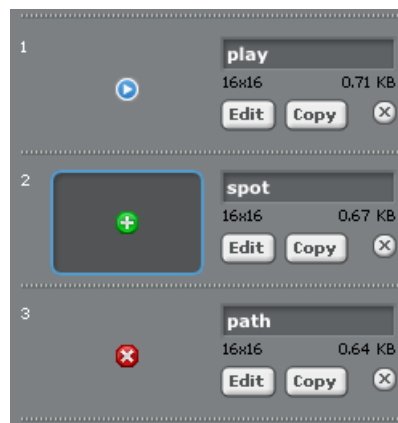 1
play
16x16 0.71 KB
Edit Copy
2
spot
16x16 0.67 KB
Edit Copy
3
path
16x16 0.64 KB
Edit Copy